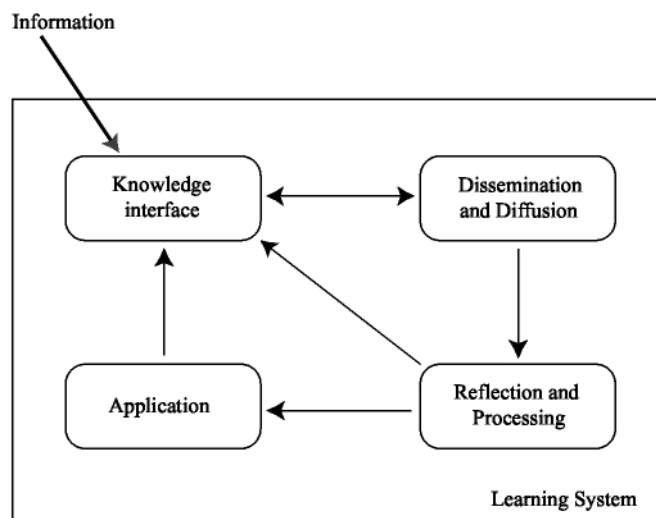 Information
Knowledge
interface
Dissemination
and Diffusion
Application
Reflection and
Processing
Learning System